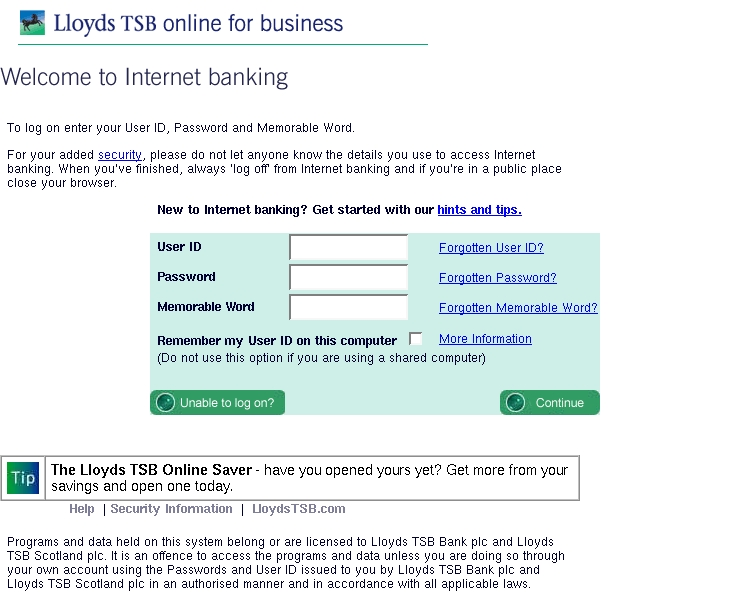 Lloyds TSB online for business
Welcome to Internet banking
To log on enter your User ID, Password and Memorable Word.
For your added security, please do not let anyone know the details you use to access Internet
banking. When you've finished, always 'log off' from Internet banking and if you're in a public place
close your browser.
New to Internet banking? Get started with our hints and tips.
User ID Forgotten User ID?
Password Forgotten Password?
Memorable Word Forgotten Memorable Word?
Remember my User ID on this computer More Information
(Do not use this option if you are using a shared computer)
Unable to log on? Continue
Tip The Lloyds TSB Online Saver - have you opened yours yet? Get more from your
savings and open one today.
Help | Security Information | LloydsTSB.com
Programs and data held on this system belong or are licensed to Lloyds TSB Bank plc and Lloyds
TSB Scotland plc. It is an offence to access the programs and data unless you are doing so through
your own account using the Passwords and User ID issued to you by Lloyds TSB Bank plc and
Lloyds TSB Scotland plc in an authorised manner and in accordance with all applicable laws.